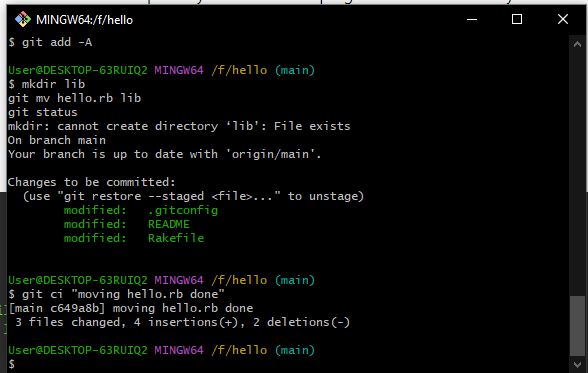 MINGW64:/f/hello
$ git add -A
User@DESKTOP-63RUIQ2 MINGW64 /f/hello (main)
$ mkdir lib
git mv hello.rb lib
git status
mkdir: cannot create directory ‘lib’: File exists
On branch main
Your branch is up to date with 'origin/main'.
Changes to be committed:
  (use "git restore --staged <file>..." to unstage)
        modified:   .gitconfig
        modified:   README
        modified:   Rakefile
User@DESKTOP-63RUIQ2 MINGW64 /f/hello (main)
$ git ci "moving hello.rb done"
[main c649a8b] moving hello.rb done
 3 files changed, 4 insertions(+), 2 deletions(-)
User@DESKTOP-63RUIQ2 MINGW64 /f/hello (main)
$